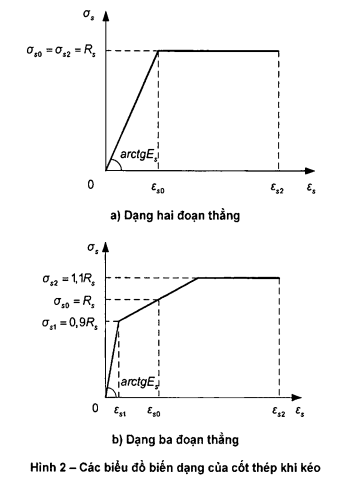 σs
σs0 = σs2 = Rs
arctgEs
0
εs0
εs2
εs
a) Dạng hai đoạn thẳng
σs
σs2 = 1,1Rs
σs0 = Rs
σs1 = 0,9Rs
arctgEs
0
εs1
εs0
εs2
εs
b) Dạng ba đoạn thẳng
Hình 2 – Các biểu đồ biến dạng của cốt thép khi kéo